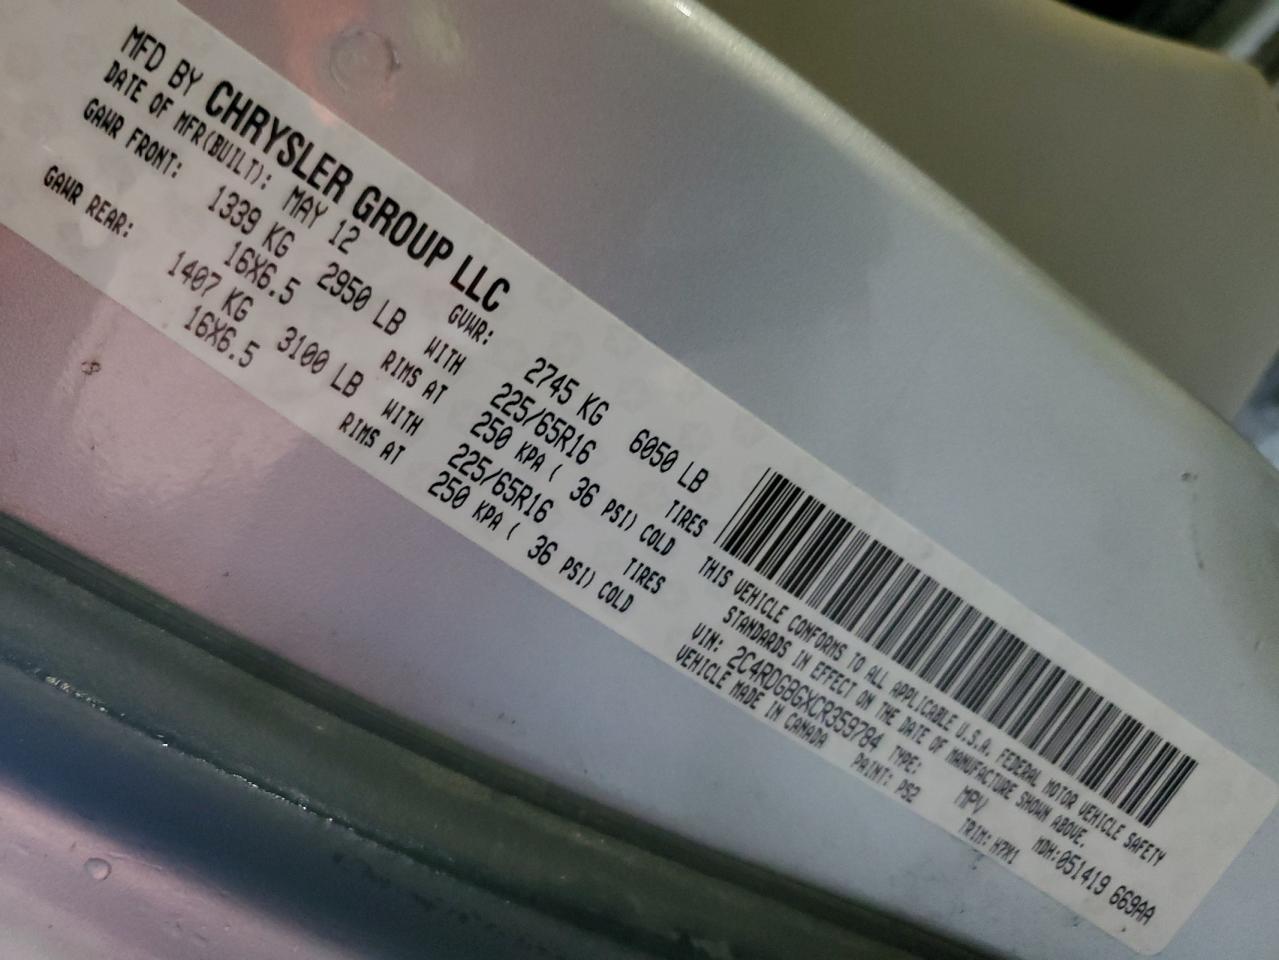 MFD BY CHRYSLER GROUP LLC
DATE OF MFR(BUILT): MAY 12 GVWR: 2745 KG 6050 LB
GAWR FRONT: 1339 KG 2950 LB WITH 225/65R16 TIRES
16X6.5 RIMS AT 250 KPA ( 36 PSI) COLD
GAWR REAR: 1407 KG 3100 LB WITH 225/65R16 TIRES
16X6.5 RIMS AT 250 KPA ( 36 PSI) COLD
THIS VEHICLE CONFORMS TO ALL APPLICABLE U.S.A. FEDERAL MOTOR VEHICLE SAFETY
STANDARDS IN EFFECT ON THE DATE OF MANUFACTURE SHOWN ABOVE.
VIN: 2C4RDGBGXCR359784 TYPE: MPV MDH:051419 669AA
VEHICLE MADE IN CANADA PAINT: PS2 TRIM: H7X1